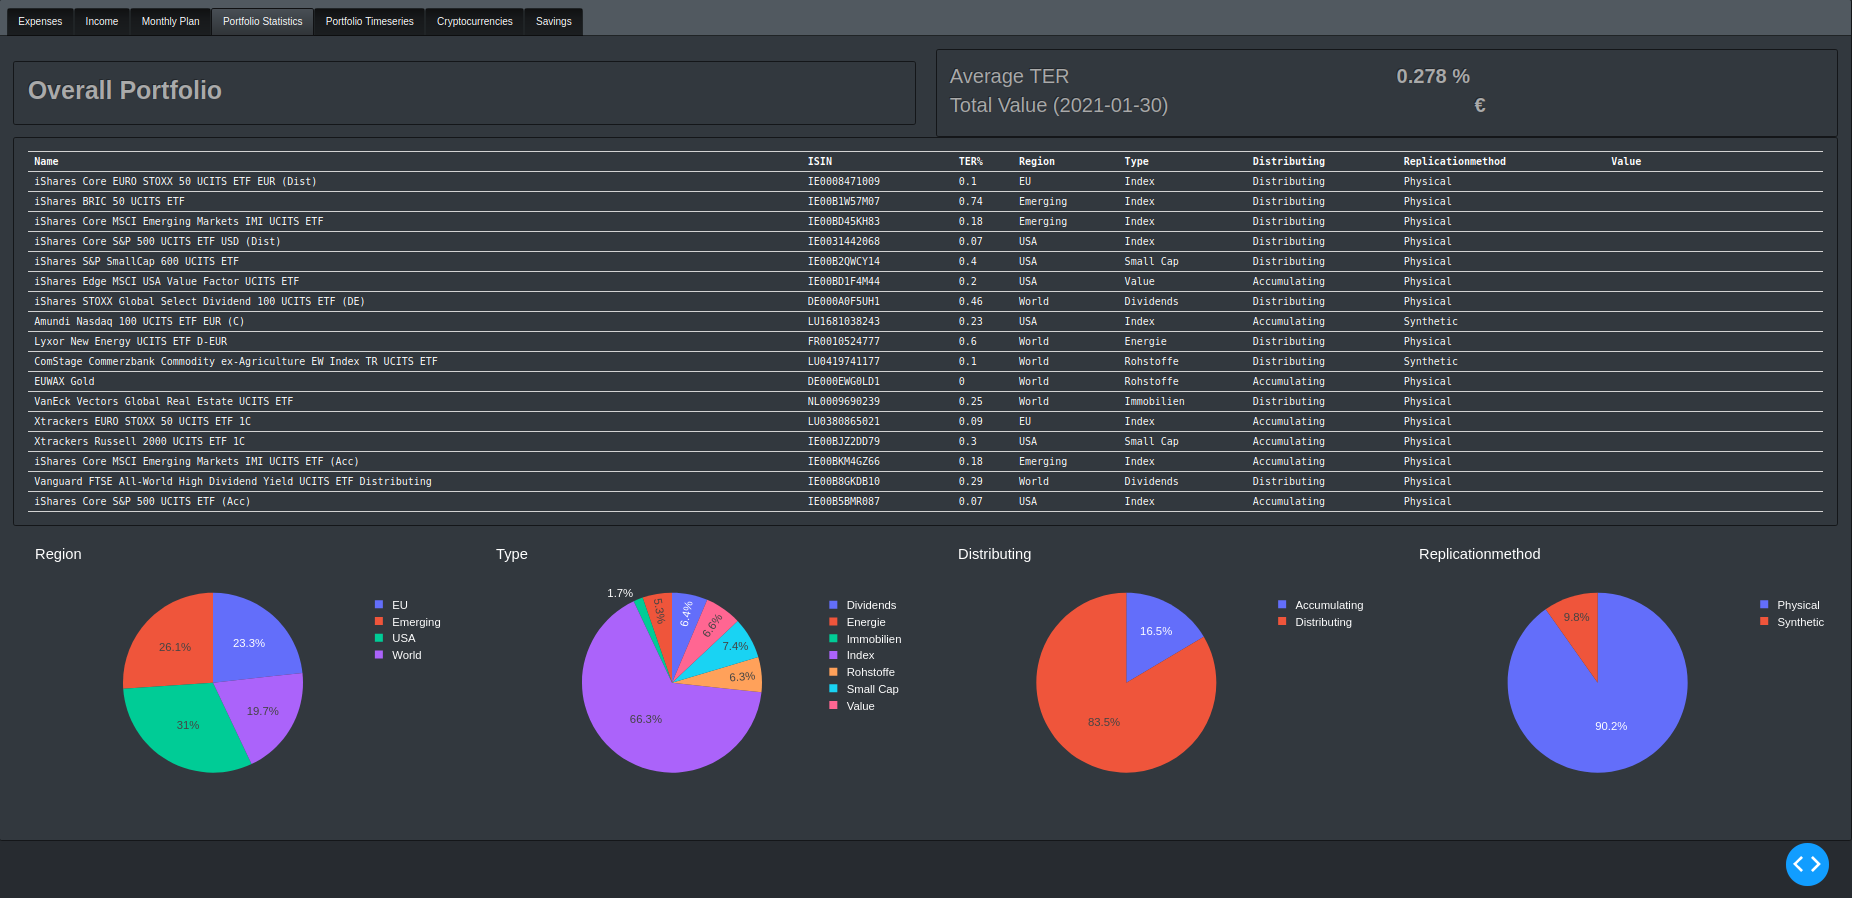 Expenses Income Monthly Plan Portfolio Statistics Portfolio Timeseries Cryptocurrencies Savings
Overall Portfolio
Average TER 0.278 %
Total Value (2021-01-30) €
Name ISIN TER% Region Type Distributing Replicationmethod Value
iShares Core EURO STOXX 50 UCITS ETF EUR (Dist) IE0008471009 0.1 EU Index Distributing Physical
iShares BRIC 50 UCITS ETF IE00B1W57M07 0.74 Emerging Index Distributing Physical
iShares Core MSCI Emerging Markets IMI UCITS ETF IE00BD45KH83 0.18 Emerging Index Distributing Physical
iShares Core S&P 500 UCITS ETF USD (Dist) IE0031442068 0.07 USA Index Distributing Physical
iShares S&P SmallCap 600 UCITS ETF IE00B2QWCY14 0.4 USA Small Cap Distributing Physical
iShares Edge MSCI USA Value Factor UCITS ETF IE00BD1F4M44 0.2 USA Value Accumulating Physical
iShares STOXX Global Select Dividend 100 UCITS ETF (DE) DE000A0F5UH1 0.46 World Dividends Distributing Physical
Amundi Nasdaq 100 UCITS ETF EUR (C) LU1681038243 0.23 USA Index Accumulating Synthetic
Lyxor New Energy UCITS ETF D-EUR FR0010524777 0.6 World Energie Distributing Physical
ComStage Commerzbank Commodity ex-Agriculture EW Index TR UCITS ETF LU0419741177 0.1 World Rohstoffe Distributing Synthetic
EUWAX Gold DE000EWG0LD1 0 World Rohstoffe Accumulating Physical
VanEck Vectors Global Real Estate UCITS ETF NL0009690239 0.25 World Immobilien Distributing Physical
Xtrackers EURO STOXX 50 UCITS ETF 1C LU0380865021 0.09 EU Index Accumulating Physical
Xtrackers Russell 2000 UCITS ETF 1C IE00BJZ2DD79 0.3 USA Small Cap Accumulating Physical
iShares Core MSCI Emerging Markets IMI UCITS ETF (Acc) IE00BKM4GZ66 0.18 Emerging Index Accumulating Physical
Vanguard FTSE All-World High Dividend Yield UCITS ETF Distributing IE00B8GKDB10 0.29 World Dividends Distributing Physical
iShares Core S&P 500 UCITS ETF (Acc) IE00B5BMR087 0.07 USA Index Accumulating Physical
Region
23.3%
26.1%
19.7%
31%
EU
Emerging
USA
World
Type
1.7%
5.3%
6.4%
6.6%
7.4%
6.3%
66.3%
Dividends
Energie
Immobilien
Index
Rohstoffe
Small Cap
Value
Distributing
16.5%
83.5%
Accumulating
Distributing
Replicationmethod
9.8%
90.2%
Physical
Synthetic